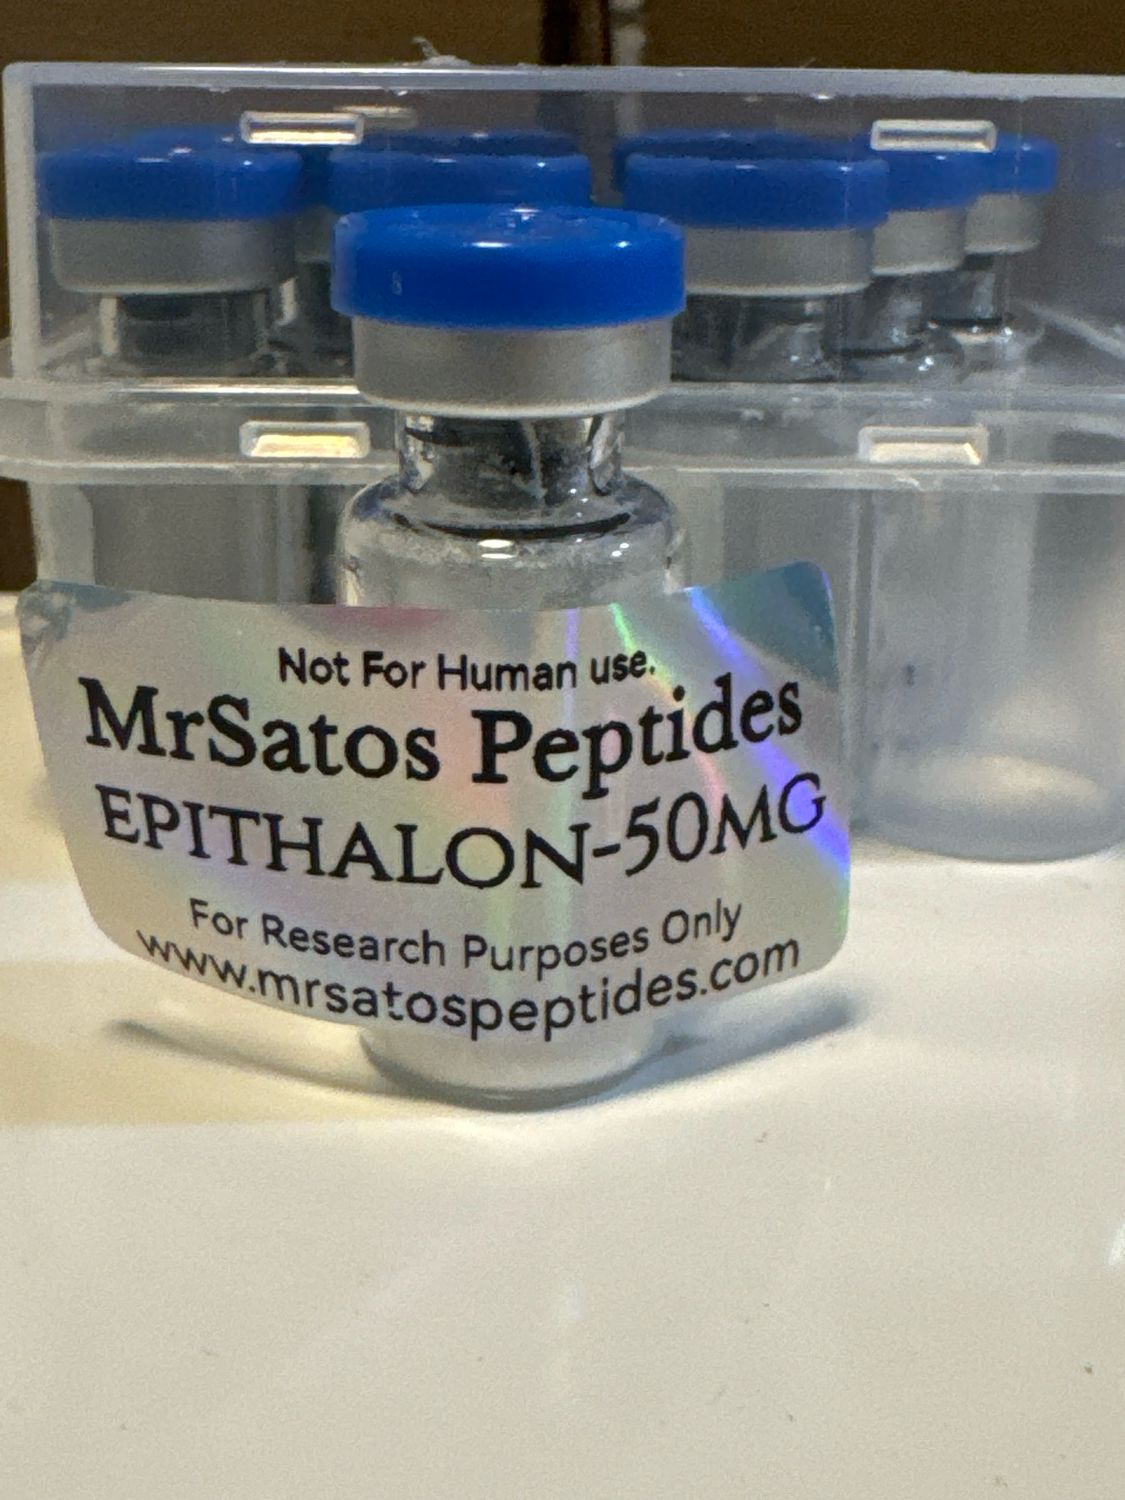 Not For Human use.
MrSatos Peptides
EPITHALON-50MG
For Research Purposes Only
www.mrsatospeptides.com